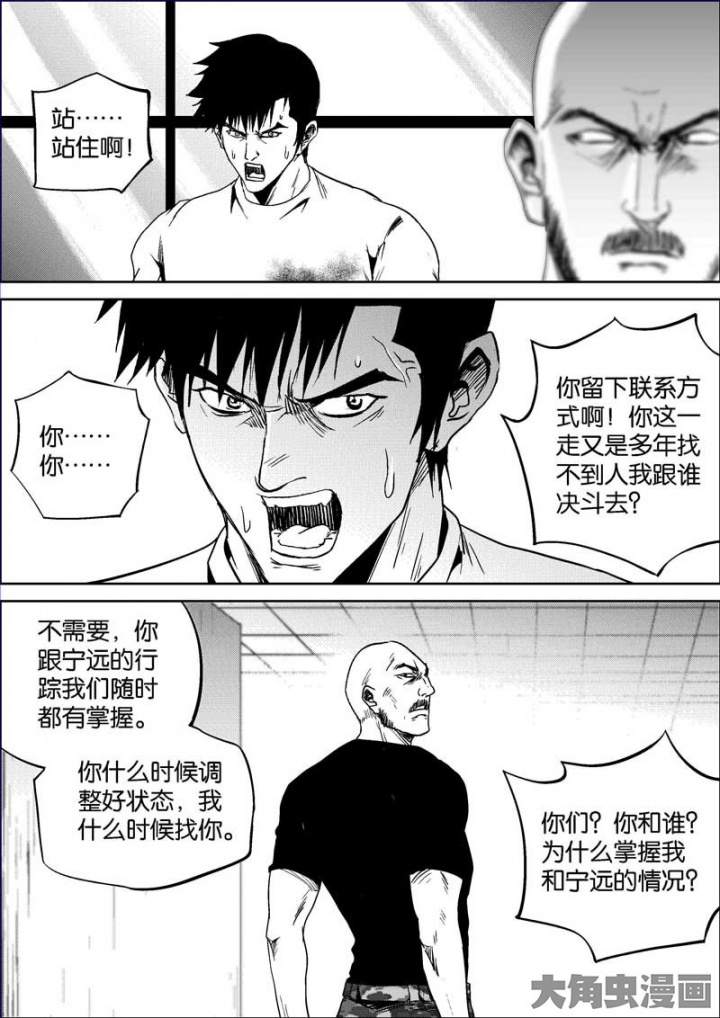 站……
站住啊！
你……
你……
你留下联系方
式啊！你这一
走又是多年找
不到人我跟谁
决斗去？
不需要，你
跟宁远的行
踪我们随时
都有掌握。
你什么时候调
整好状态，我
什么时候找你。
你们？你和谁？
为什么掌握我
和宁远的情况？
大角虫漫画